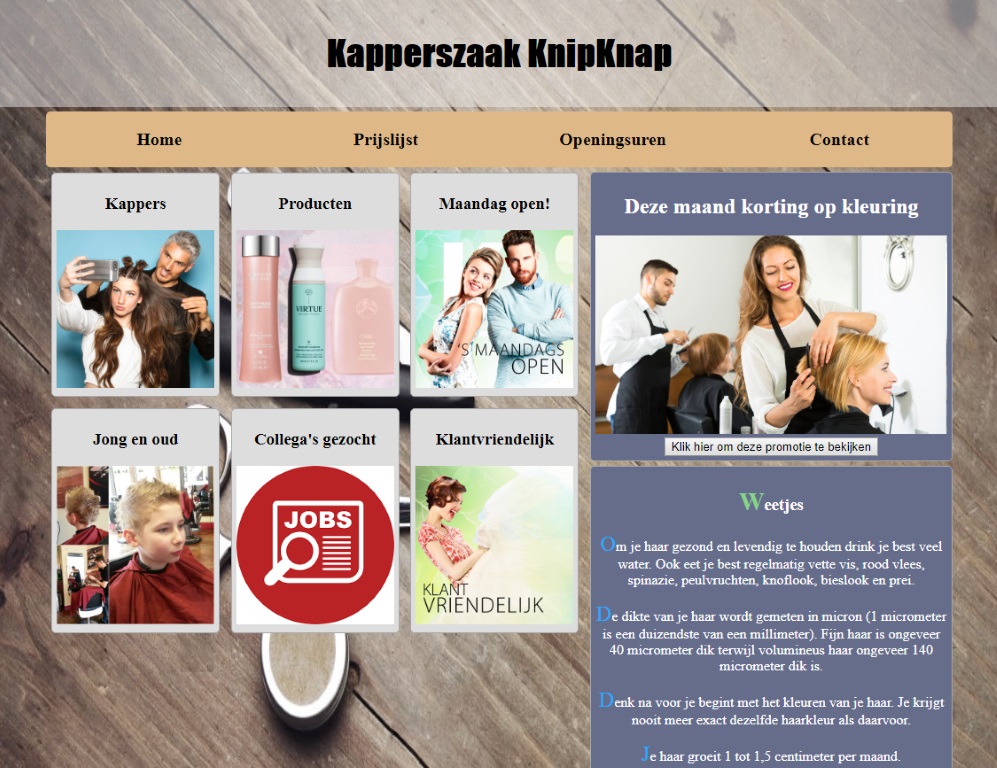 Kapperszaak KnipKnap
Home Prijslijst Openingsuren Contact
Kappers
Producten
VIRTUE
Maandag open!
'S MAANDAGS
OPEN
Jong en oud
Collega's gezocht
JOBS
Klantvriendelijk
KLANT
VRIENDELIJK
Deze maand korting op kleuring
Klik hier om deze promotie te bekijken
Weetjes
Om je haar gezond en levendig te houden drink je best veel
water. Ook eet je best regelmatig vette vis, rood vlees,
spinazie, peulvruchten, knoflook, bieslook en prei.
De dikte van je haar wordt gemeten in micron (1 micrometer
is een duizendste van een millimeter). Fijn haar is ongeveer
40 micrometer dik terwijl volumineus haar ongeveer 140
micrometer dik is.
Denk na voor je begint met het kleuren van je haar. Je krijgt
nooit meer exact dezelfde haarkleur als daarvoor.
Je haar groeit 1 tot 1,5 centimeter per maand.